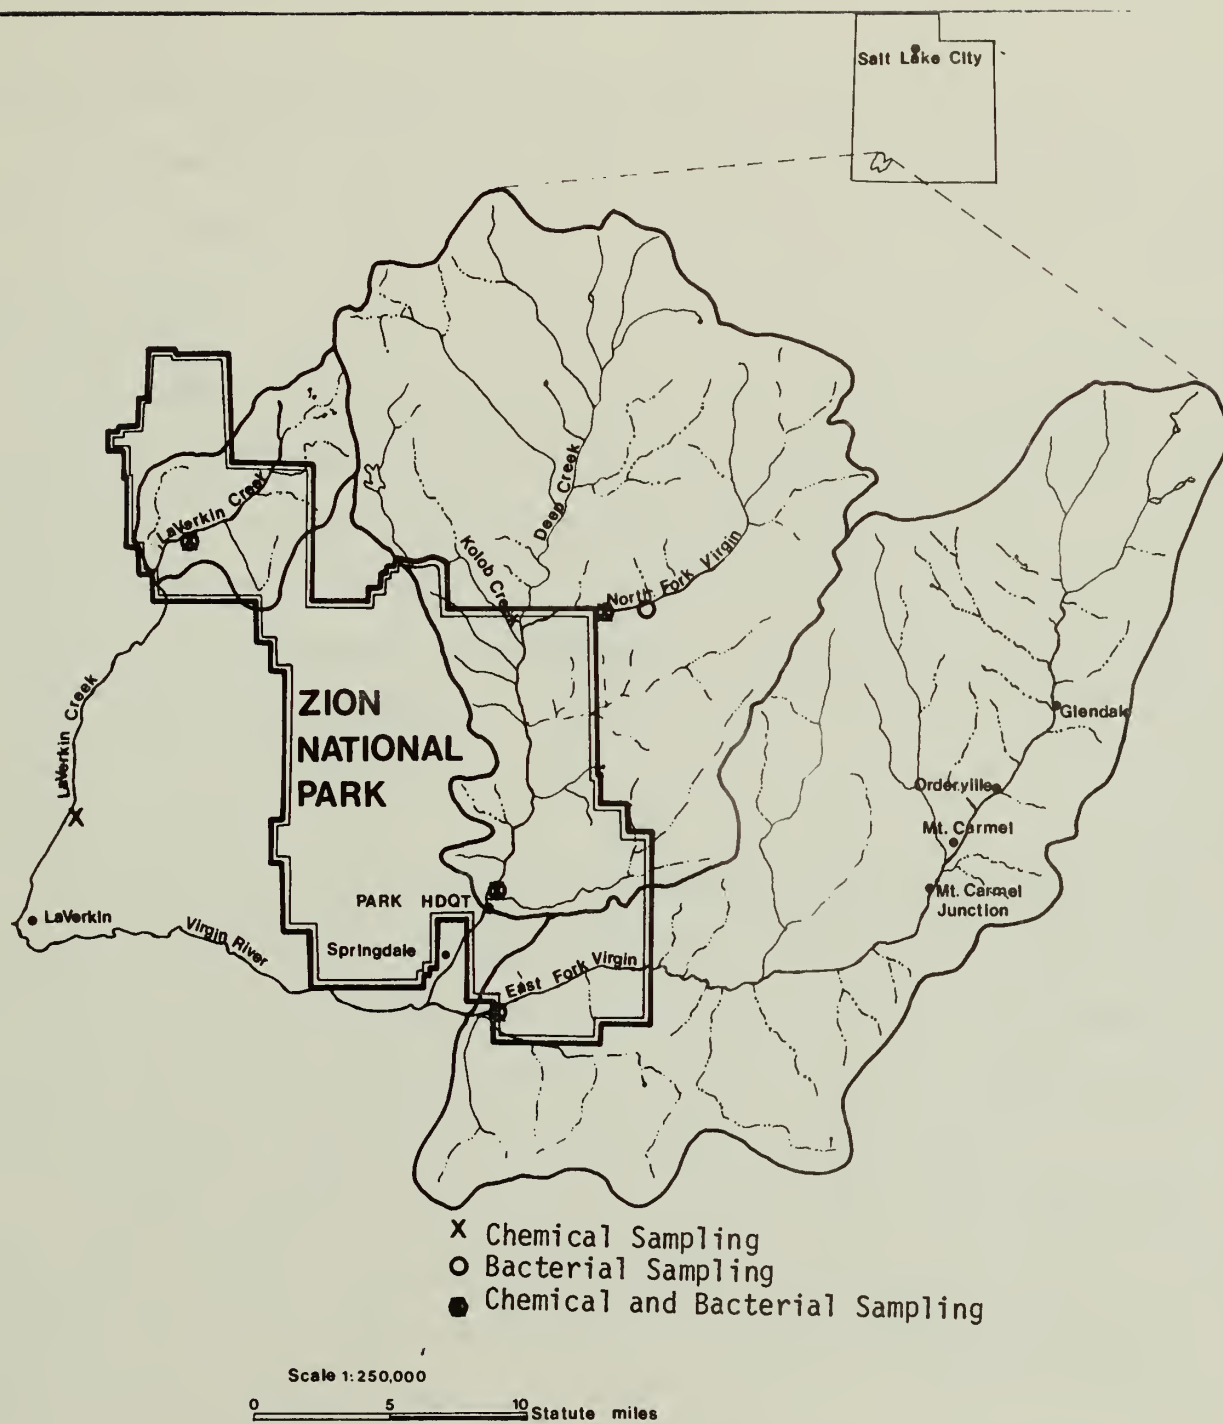 Salt Lake City
LaVerkin Creek
Deep Creek
Kolob Creek
North Fork Virgin
ZION
NATIONAL
PARK
LaVerkin Creek
Glendale
Orderville
Mt. Carmel
Mt. Carmel
Junction
PARK HDQT
LaVerkin
Virgin River
Springdale
East Fork Virgin
X Chemical Sampling
O Bacterial Sampling
Chemical and Bacterial Sampling
Scale 1:250,000
0 5 10 Statute miles